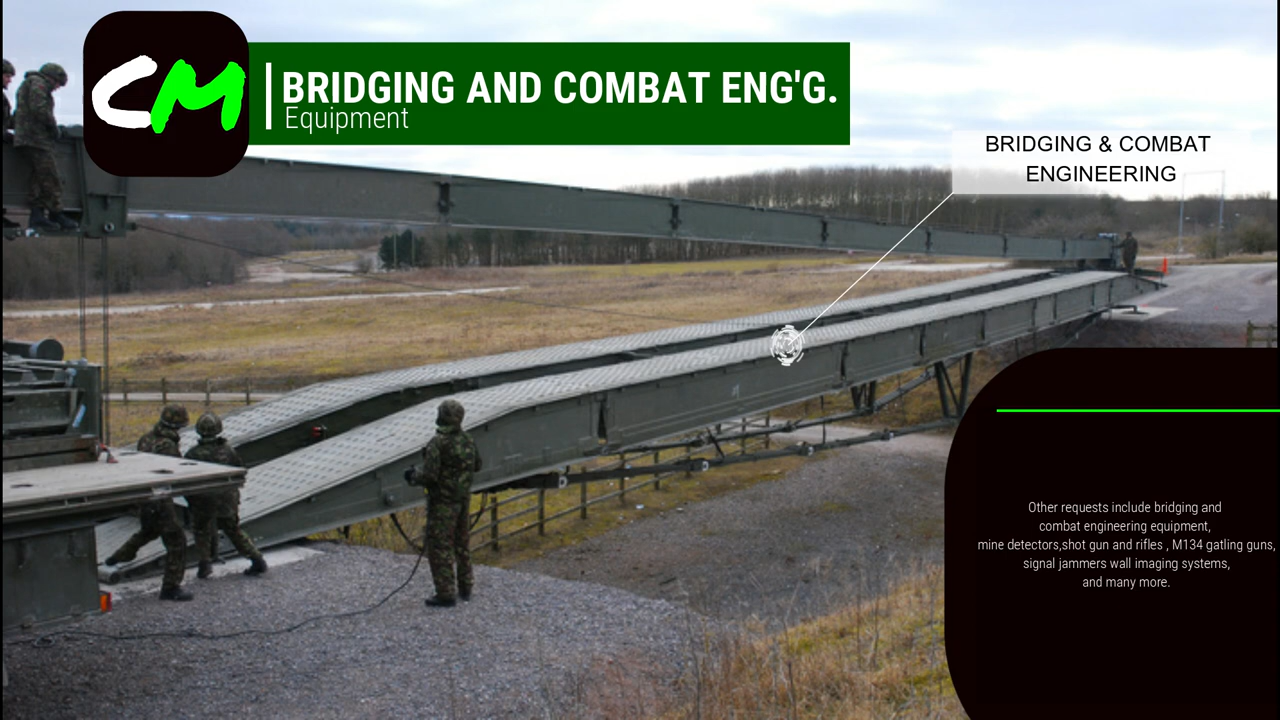 CM
BRIDGING AND COMBAT ENG'G.
Equipment
BRIDGING & COMBAT
ENGINEERING
Other requests include bridging and
combat engineering equipment,
mine detectors,shot gun and rifles , M134 gatling guns,
signal jammers wall imaging systems,
and many more.